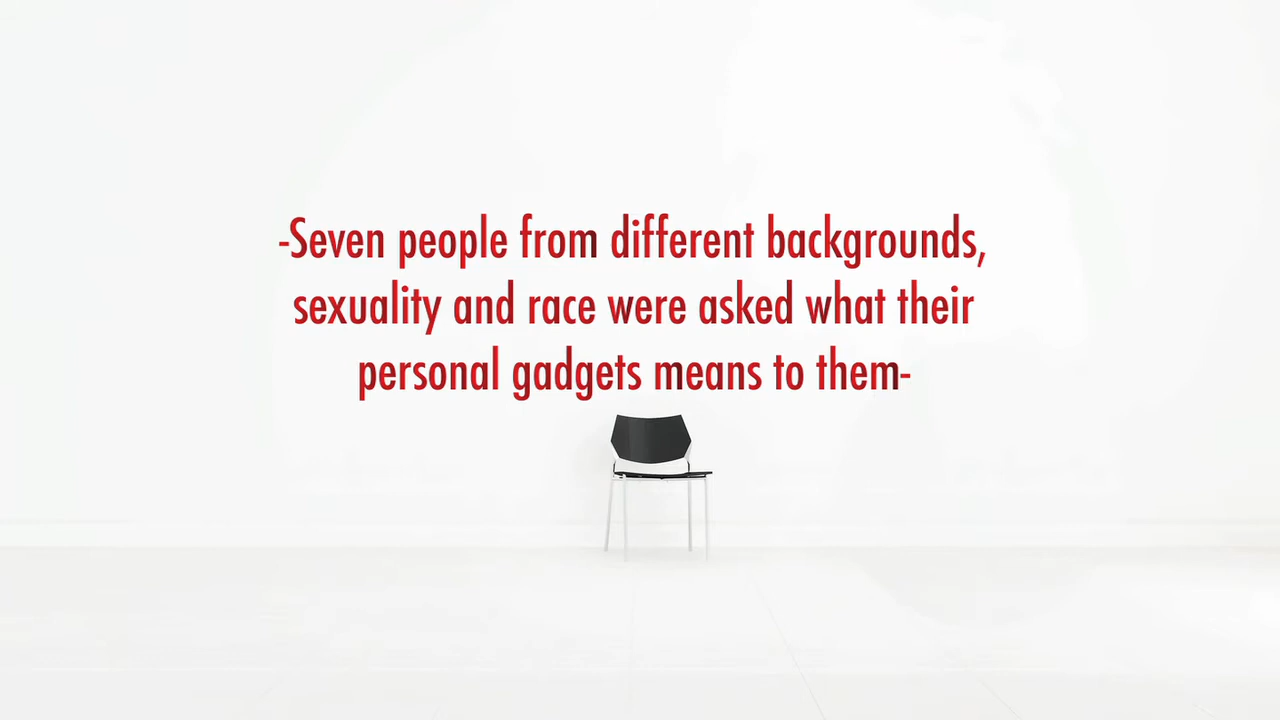 -Seven people from different backgrounds,
sexuality and race were asked what their
personal gadgets means to them-